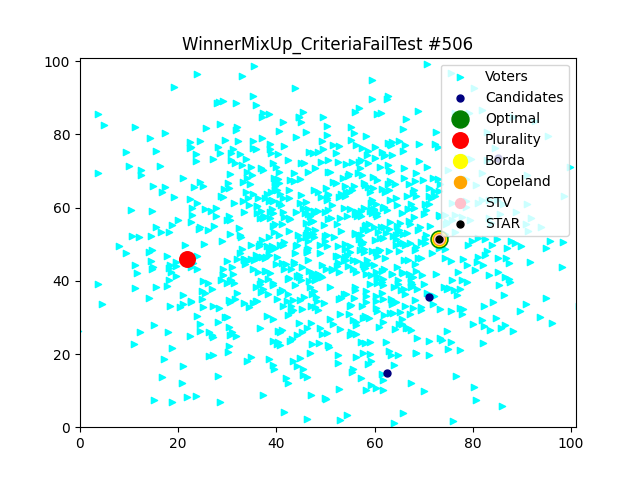 WinnerMixUp_CriteriaFailTest #506
100
80
60
40
20
0
0
20
40
60
80
100
Voters
Candidates
Optimal
Plurality
Borda
Copeland
STV
STAR